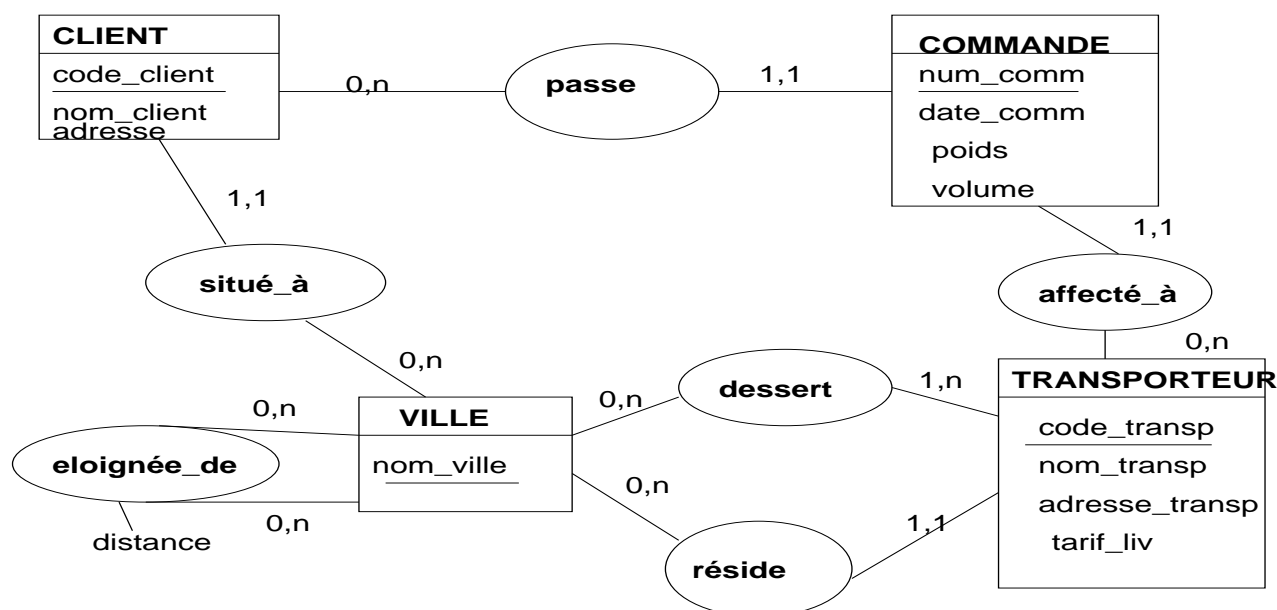 CLIENT
code_client
nom_client
adresse
0,n
passe
1,1
COMMANDE
num_comm
date_comm
poids
volume
1,1
situé_à
0,n
1,1
affecté_à
0,n
VILLE
nom_ville
0,n
eloignée_de
0,n
distance
0,n
dessert
1,n
0,n
réside
1,1
TRANSPORTEUR
code_transp
nom_transp
adresse_transp
tarif_liv